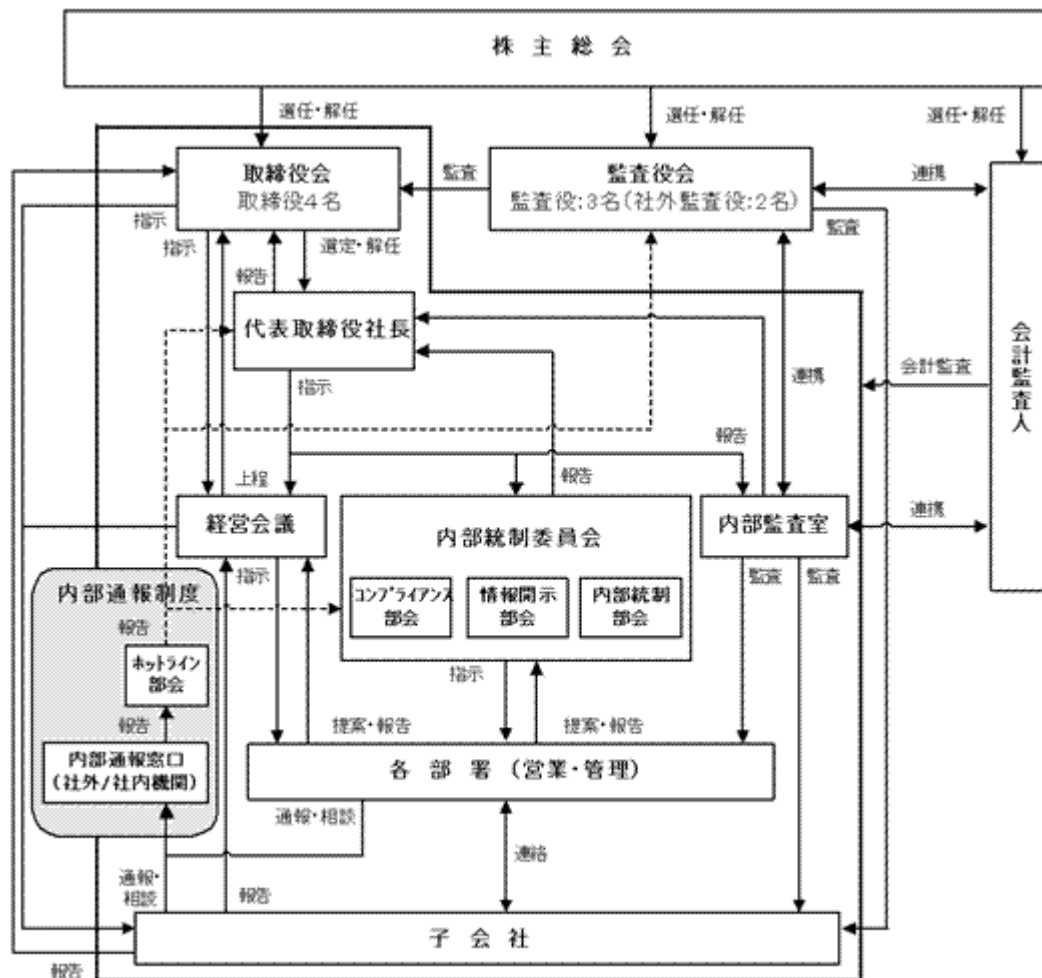 株主総会
選任・解任
選任・解任
選任・解任
取締役会
取締役4名
監査
監査役会
監査役:3名(社外監査役:2名)
連携
指示
指示
選定・解任
監査
報告
代表取締役社長
会計監査人
指示
連携
会計監査
報告
上程
報告
経営会議
内部統制委員会
内部監査室
連携
指示
監査
監査
内部通報制度
コンプライアンス
部会
情報開示
部会
内部統制
部会
報告
ホットライン
部会
指示
報告
提案・報告
提案・報告
内部通報窓口
(社外/社内機関)
各部署(営業・管理)
通報・相談
連絡
通報・
相談
報告
子会社
報告